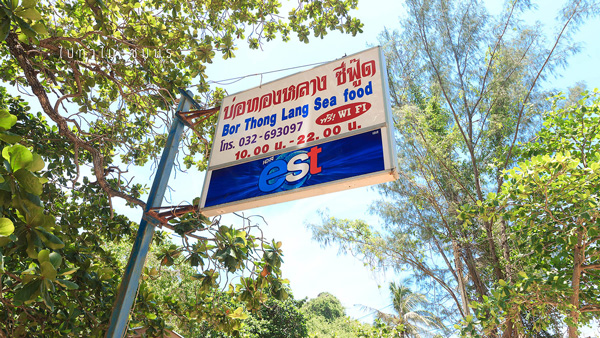 บ่อทองหลาง ซีฟู๊ด
Bor Thong Lang Sea food
โทร. 032-693097 ฟรี! WI FI
10.00 น.- 22.00 น.
est